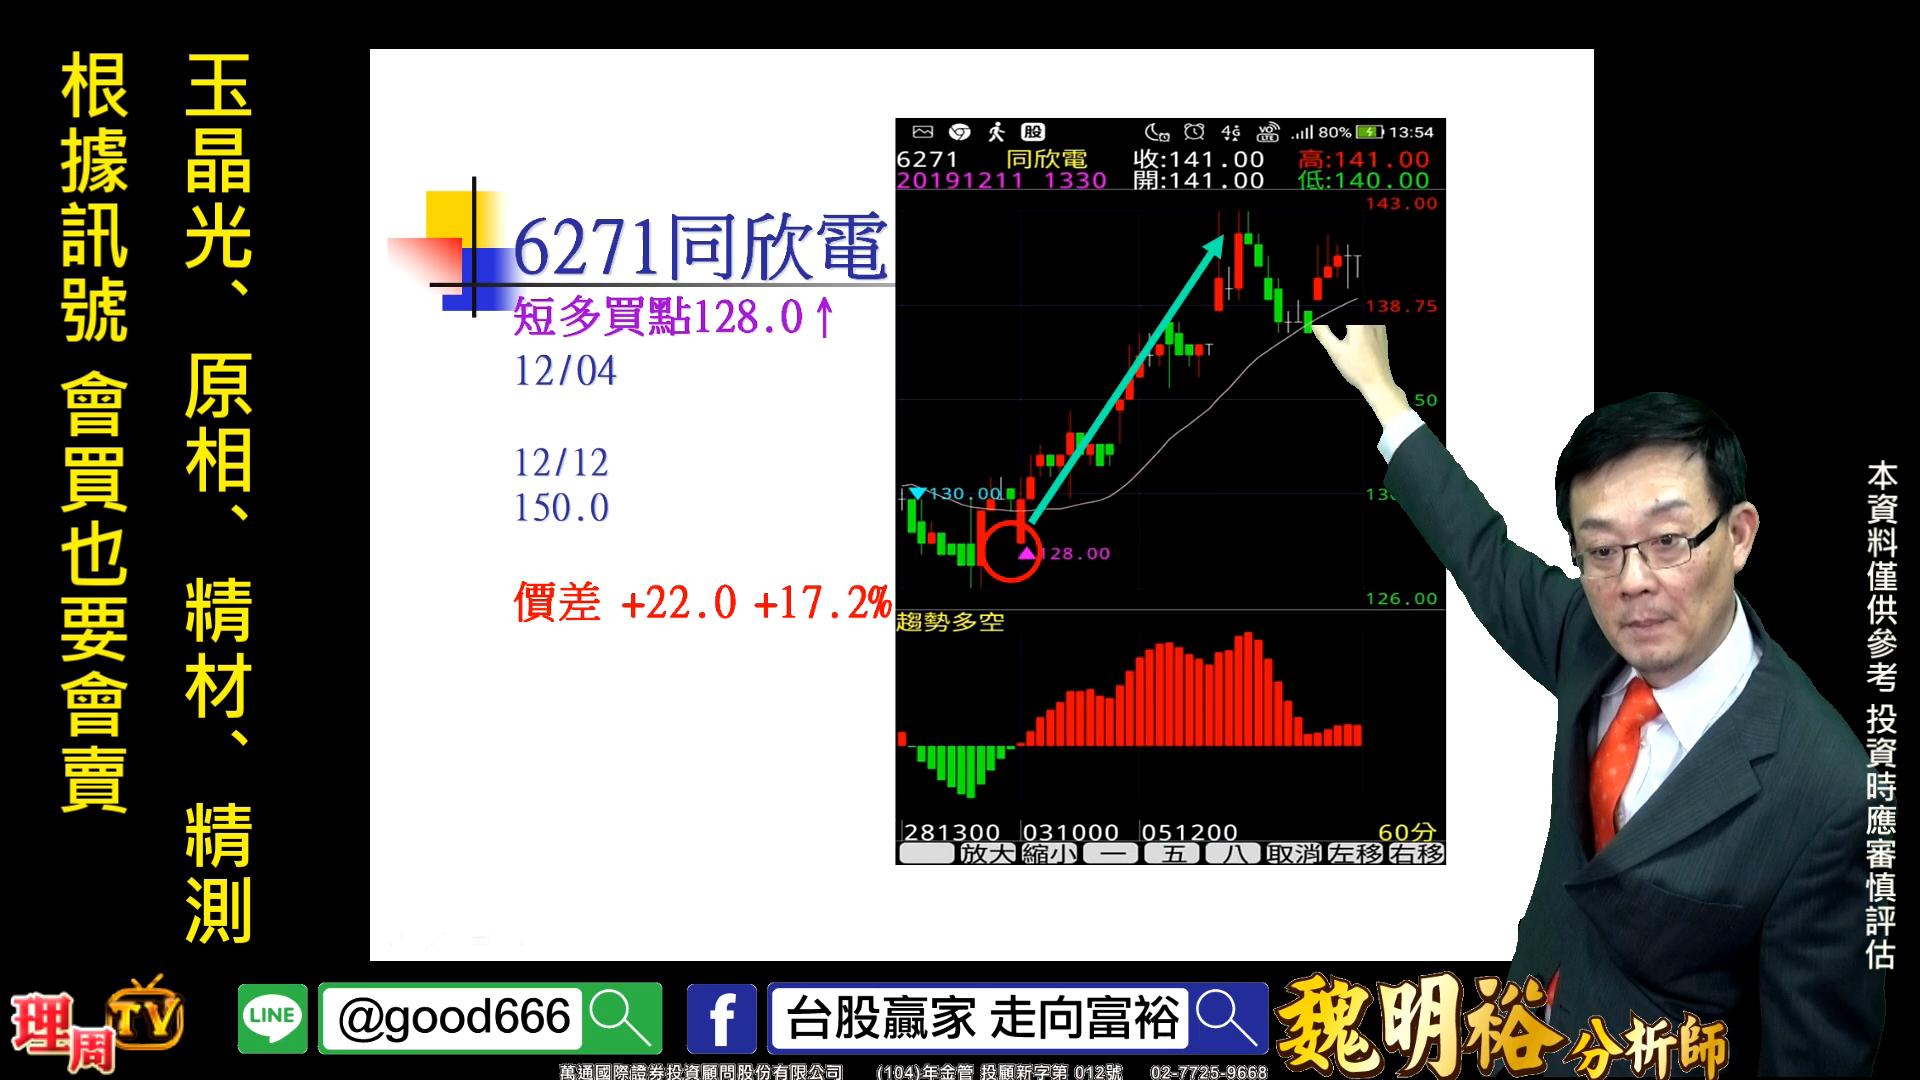 玉晶光、原相、精材、精測
根據訊號 會買也要會賣
6271同欣電
短多買點128.0↑
12/04
12/12
150.0
價差 +22.0 +17.2%
股 80% 13:54
6271 同欣電 收:141.00 高:141.00
20191211 1330 開:141.00 低:140.00
143.00
138.75
50
130.00
128.00
126.00
趨勢多空
281300 031000 051200 60分
放大 縮小 一 五 八 取消 左移 右移
本資料僅供參考 投資時應審慎評估
理周TV
LINE @good666
f 台股贏家 走向富裕
魏明裕分析師
萬通國際證券投資顧問股份有限公司 (104)年金管 投顧新字第 012號 02-7725-9668